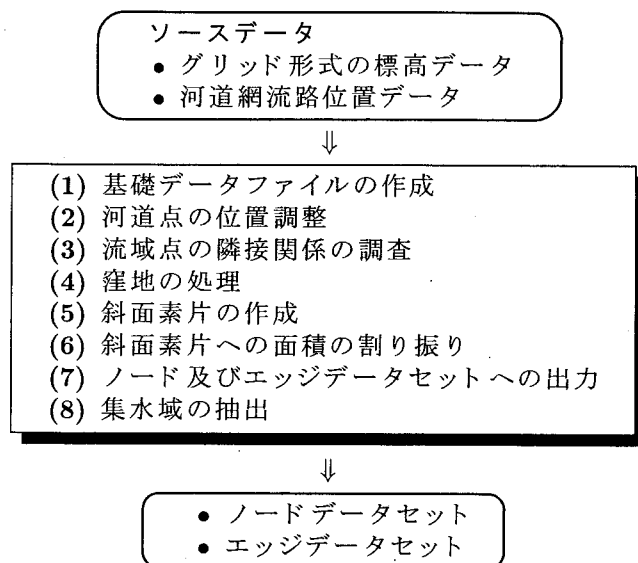 ソースデータ
• グリッド形式の標高データ
• 河道網流路位置データ
⇓
(1) 基礎データファイルの作成
(2) 河道点の位置調整
(3) 流域点の隣接関係の調査
(4) 窪地の処理
(5) 斜面素片の作成
(6) 斜面素片への面積の割り振り
(7) ノード及びエッジデータセットへの出力
(8) 集水域の抽出
⇓
• ノードデータセット
• エッジデータセット